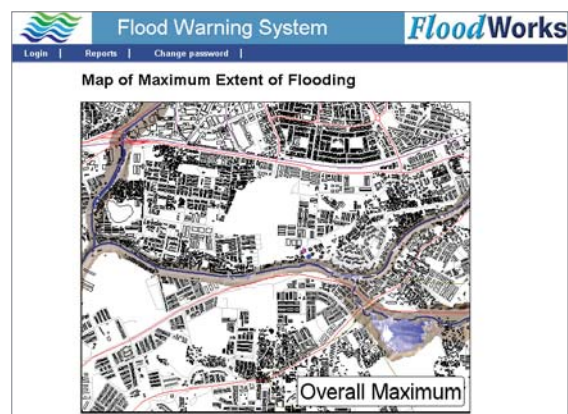 Flood Warning System
FloodWorks
Login | Reports | Change password |
Map of Maximum Extent of Flooding
Overall Maximum